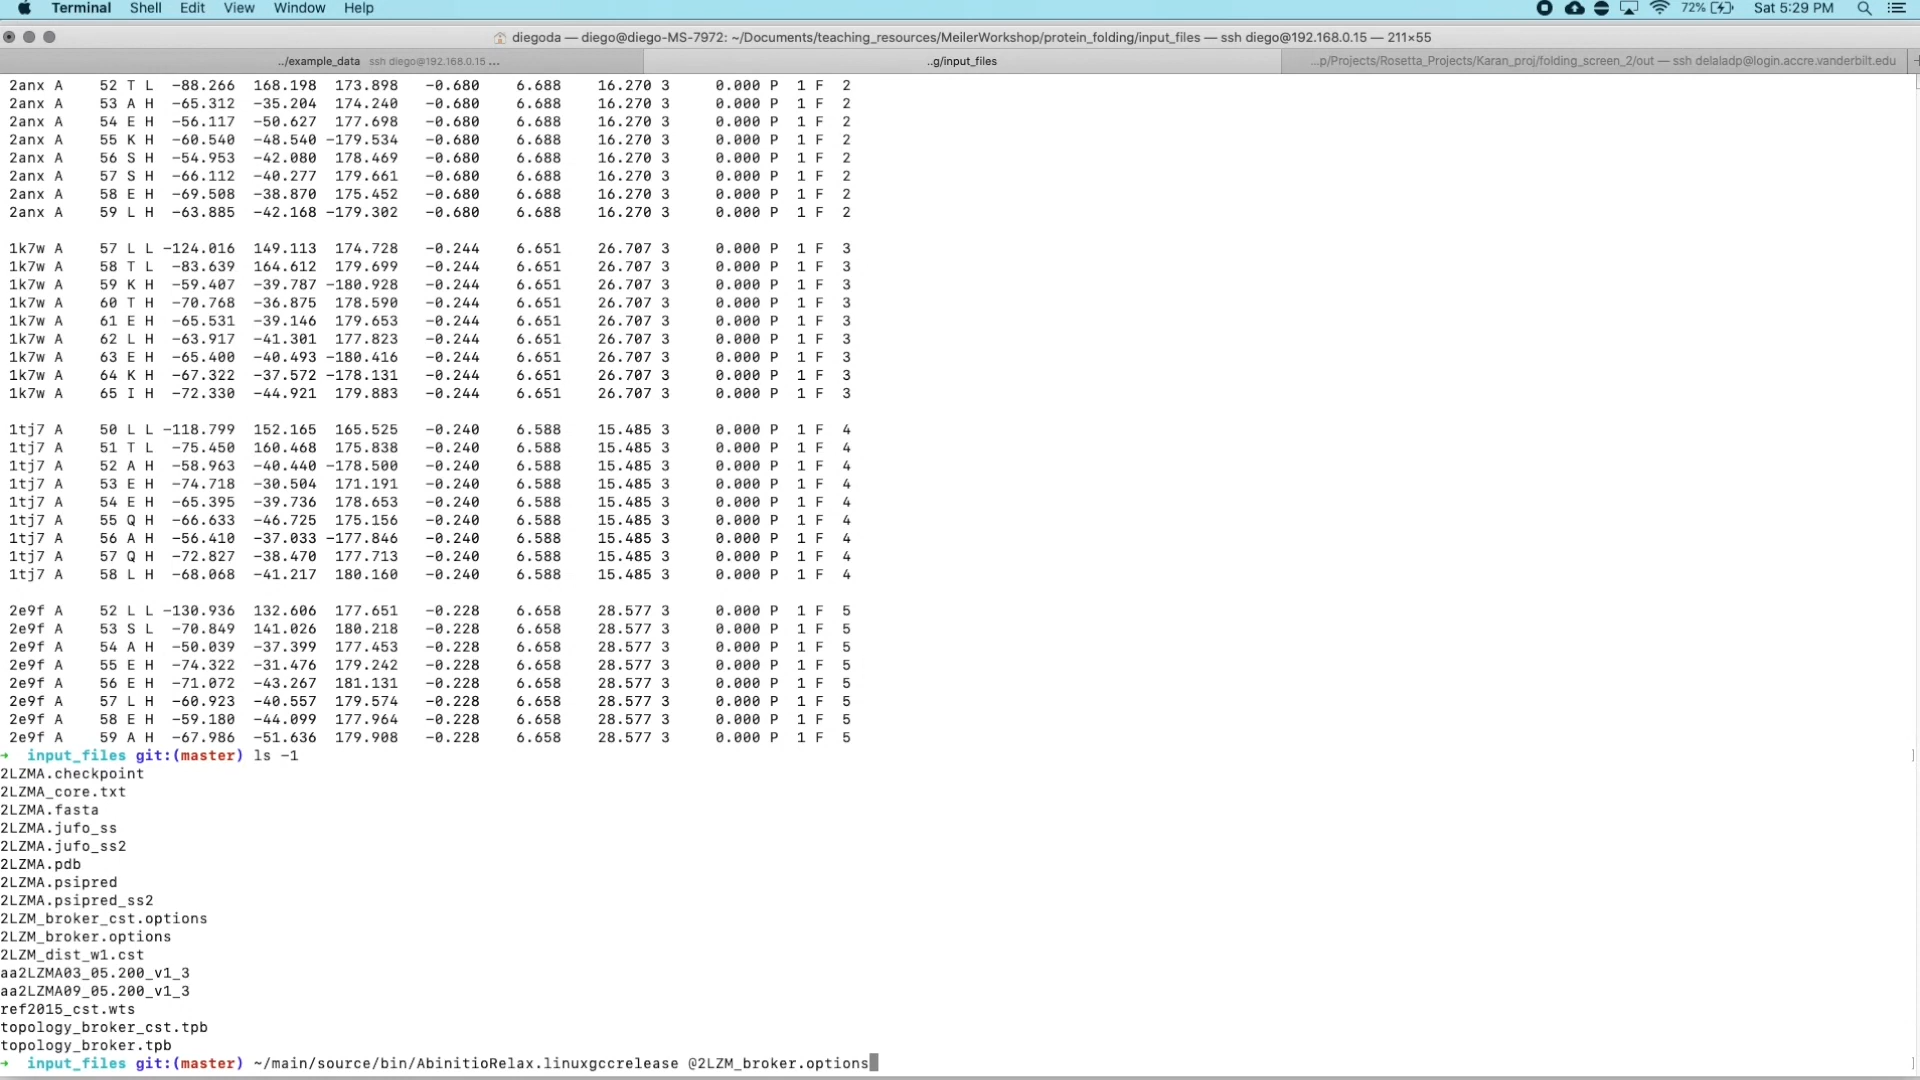 Terminal Shell Edit View Window Help 72% Sat 5:29 PM
diegoda — diego@diego-MS-7972: ~/Documents/teaching_resources/MeilerWorkshop/protein_folding/input_files — ssh diego@192.168.0.15 — 211×55
../example_data ssh diego@192.168.0.15 ... ..g/input_files ...p/Projects/Rosetta_Projects/Karan_proj/folding_screen_2/out — ssh delaladp@login.accre.vanderbilt.edu +
2anx A 52 T L -88.266 168.198 173.898 -0.680 6.688 16.270 3 0.000 P 1 F 2
2anx A 53 A H -65.312 -35.204 174.240 -0.680 6.688 16.270 3 0.000 P 1 F 2
2anx A 54 E H -56.117 -50.627 177.698 -0.680 6.688 16.270 3 0.000 P 1 F 2
2anx A 55 K H -60.540 -48.540 -179.534 -0.680 6.688 16.270 3 0.000 P 1 F 2
2anx A 56 S H -54.953 -42.080 178.469 -0.680 6.688 16.270 3 0.000 P 1 F 2
2anx A 57 S H -66.112 -40.277 179.661 -0.680 6.688 16.270 3 0.000 P 1 F 2
2anx A 58 E H -69.508 -38.870 175.452 -0.680 6.688 16.270 3 0.000 P 1 F 2
2anx A 59 L H -63.885 -42.168 -179.302 -0.680 6.688 16.270 3 0.000 P 1 F 2
1k7w A 57 L L -124.016 149.113 174.728 -0.244 6.651 26.707 3 0.000 P 1 F 3
1k7w A 58 T L -83.639 164.612 179.699 -0.244 6.651 26.707 3 0.000 P 1 F 3
1k7w A 59 K H -59.407 -39.787 -180.928 -0.244 6.651 26.707 3 0.000 P 1 F 3
1k7w A 60 T H -70.768 -36.875 178.590 -0.244 6.651 26.707 3 0.000 P 1 F 3
1k7w A 61 E H -65.531 -39.146 179.653 -0.244 6.651 26.707 3 0.000 P 1 F 3
1k7w A 62 L H -63.917 -41.301 177.823 -0.244 6.651 26.707 3 0.000 P 1 F 3
1k7w A 63 E H -65.400 -40.493 -180.416 -0.244 6.651 26.707 3 0.000 P 1 F 3
1k7w A 64 K H -67.322 -37.572 -178.131 -0.244 6.651 26.707 3 0.000 P 1 F 3
1k7w A 65 I H -72.330 -44.921 179.883 -0.244 6.651 26.707 3 0.000 P 1 F 3
1tj7 A 50 L L -118.799 152.165 165.525 -0.240 6.588 15.485 3 0.000 P 1 F 4
1tj7 A 51 T L -75.450 160.468 175.838 -0.240 6.588 15.485 3 0.000 P 1 F 4
1tj7 A 52 A H -58.963 -40.440 -178.500 -0.240 6.588 15.485 3 0.000 P 1 F 4
1tj7 A 53 E H -74.718 -30.504 171.191 -0.240 6.588 15.485 3 0.000 P 1 F 4
1tj7 A 54 E H -65.395 -39.736 178.653 -0.240 6.588 15.485 3 0.000 P 1 F 4
1tj7 A 55 Q H -66.633 -46.725 175.156 -0.240 6.588 15.485 3 0.000 P 1 F 4
1tj7 A 56 A H -56.410 -37.033 -177.846 -0.240 6.588 15.485 3 0.000 P 1 F 4
1tj7 A 57 Q H -72.827 -38.470 177.713 -0.240 6.588 15.485 3 0.000 P 1 F 4
1tj7 A 58 L H -68.068 -41.217 180.160 -0.240 6.588 15.485 3 0.000 P 1 F 4
2e9f A 52 L L -130.936 132.606 177.651 -0.228 6.658 28.577 3 0.000 P 1 F 5
2e9f A 53 S L -70.849 141.026 180.218 -0.228 6.658 28.577 3 0.000 P 1 F 5
2e9f A 54 A H -50.039 -37.399 177.453 -0.228 6.658 28.577 3 0.000 P 1 F 5
2e9f A 55 E H -74.322 -31.476 179.242 -0.228 6.658 28.577 3 0.000 P 1 F 5
2e9f A 56 E H -71.072 -43.267 181.131 -0.228 6.658 28.577 3 0.000 P 1 F 5
2e9f A 57 L H -60.923 -40.557 179.574 -0.228 6.658 28.577 3 0.000 P 1 F 5
2e9f A 58 E H -59.180 -44.099 177.964 -0.228 6.658 28.577 3 0.000 P 1 F 5
2e9f A 59 A H -67.986 -51.636 179.908 -0.228 6.658 28.577 3 0.000 P 1 F 5
➜ input_files git:(master) ls -1
2LZMA.checkpoint
2LZMA_core.txt
2LZMA.fasta
2LZMA.jufo_ss
2LZMA.jufo_ss2
2LZMA.pdb
2LZMA.psipred
2LZMA.psipred_ss2
2LZM_broker_cst.options
2LZM_broker.options
2LZM_dist_w1.cst
aa2LZMA03_05.200_v1_3
aa2LZMA09_05.200_v1_3
ref2015_cst.wts
topology_broker_cst.tpb
topology_broker.tpb
➜ input_files git:(master) ~/main/source/bin/AbinitioRelax.linuxgccrelease @2LZM_broker.options